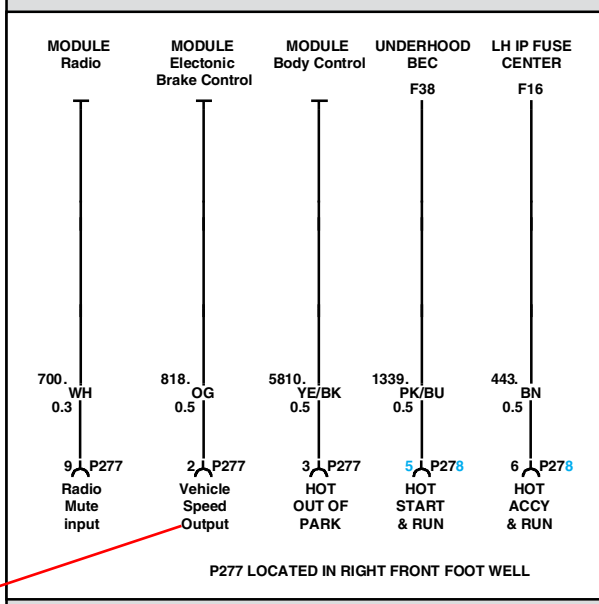 MODULE
Radio
MODULE
Electonic
Brake Control
MODULE
Body Control
UNDERHOOD
BEC
F38
LH IP FUSE
CENTER
F16
700.
WH
0.3
818.
OG
0.5
5810.
YE/BK
0.5
1339.
PK/BU
0.5
443.
BN
0.5
9 P277
2 P277
3 P277
5 P278
6 P278
Radio
Mute
input
Vehicle
Speed
Output
HOT
OUT OF
PARK
HOT
START
& RUN
HOT
ACCY
& RUN
P277 LOCATED IN RIGHT FRONT FOOT WELL